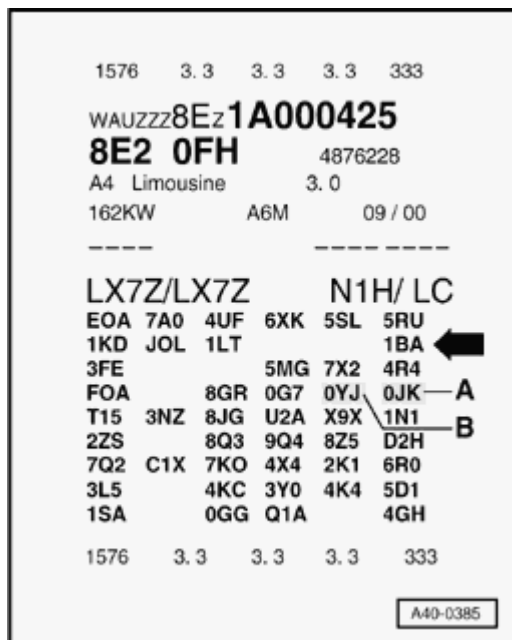 1576 3. 3 3. 3 3. 3 333
WAUZZZ8EZ1A000425
8E2 0FH 4876228
A4 Limousine 3. 0
162KW A6M 09 / 00
---- ---- ----
LX7Z/LX7Z N1H/ LC
EOA 7A0 4UF 6XK 5SL 5RU
1KD JOL 1LT 1BA
3FE 5MG 7X2 4R4
FOA 8GR 0G7 0YJ 0JK A
T15 3NZ 8JG U2A X9X 1N1 B
2ZS 8Q3 9Q4 8Z5 D2H
7Q2 C1X 7KO 4X4 2K1 6R0
3L5 4KC 3Y0 4K4 5D1
1SA 0GG Q1A 4GH
1576 3. 3 3. 3 3. 3 333
A40-0385